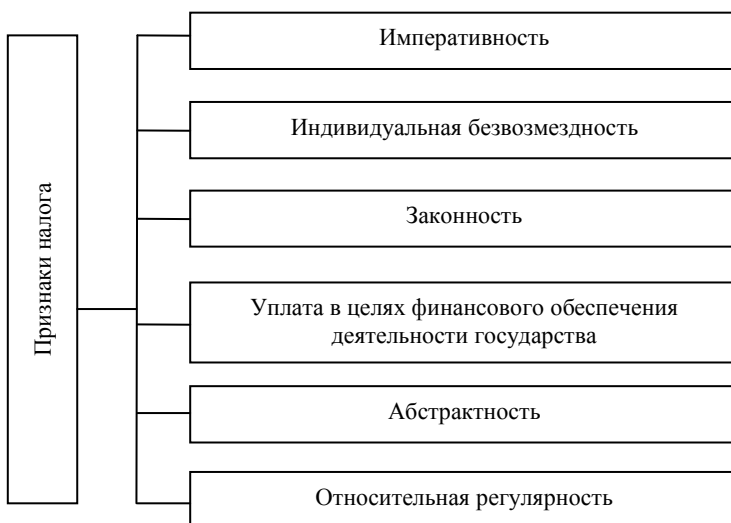 Признаки налога
Императивность
Индивидуальная безвозмездность
Законность
Уплата в целях финансового обеспечения
деятельности государства
Абстрактность
Относительная регулярность